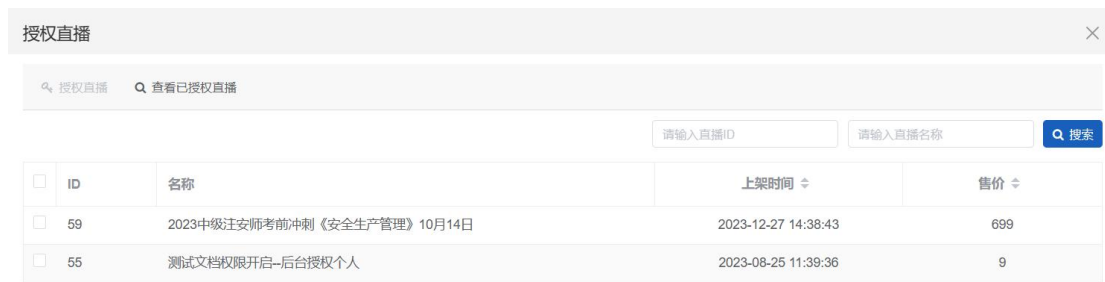 授权直播
授权直播 查看已授权直播
请输入直播ID 请输入直播名称 搜索
ID 名称 上架时间 售价
59 2023中级注安师考前冲刺《安全生产管理》10月14日 2023-12-27 14:38:43 699
55 测试文档权限开启--后台授权个人 2023-08-25 11:39:36 9